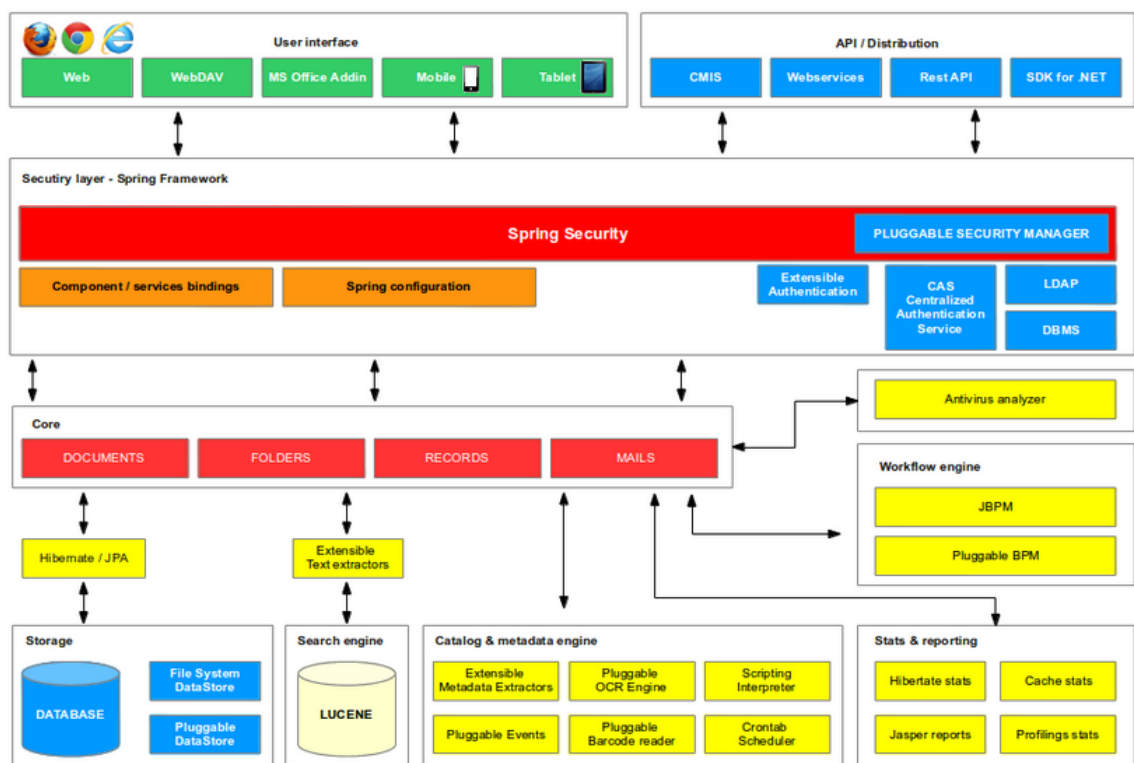 User interface
Web
WebDAV
MS Office Addin
Mobile
Tablet
API / Distribution
CMIS
Webservices
Rest API
SDK for .NET
Secutiry layer - Spring Framework
Spring Security
PLUGGABLE SECURITY MANAGER
Component / services bindings
Spring configuration
Extensible
Authentication
CAS
Centralized
Authentication
Service
LDAP
DBMS
Core
DOCUMENTS
FOLDERS
RECORDS
MAILS
Antivirus analyzer
Workflow engine
JBPM
Pluggable BPM
Hibernate / JPA
Extensible
Text extractors
Storage
DATABASE
File System
DataStore
Pluggable
DataStore
Search engine
LUCENE
Catalog & metadata engine
Extensible
Metadata Extractors
Pluggable
OCR Engine
Scripting
Interpreter
Pluggable Events
Pluggable
Barcode reader
Crontab
Scheduler
Stats & reporting
Hibertate stats
Cache stats
Jasper reports
Profilings stats